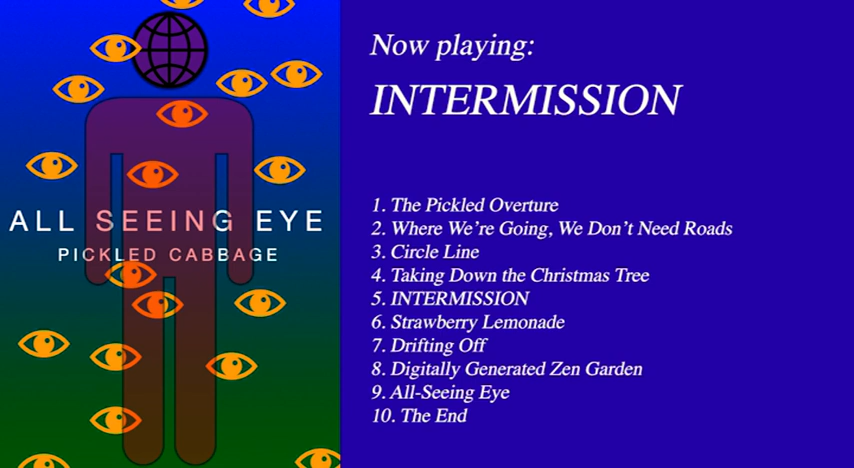 ALL SEEING EYE
PICKLED CABBAGE
Now playing:
INTERMISSION
1. The Pickled Overture
2. Where We're Going, We Don't Need Roads
3. Circle Line
4. Taking Down the Christmas Tree
5. INTERMISSION
6. Strawberry Lemonade
7. Drifting Off
8. Digitally Generated Zen Garden
9. All-Seeing Eye
10. The End